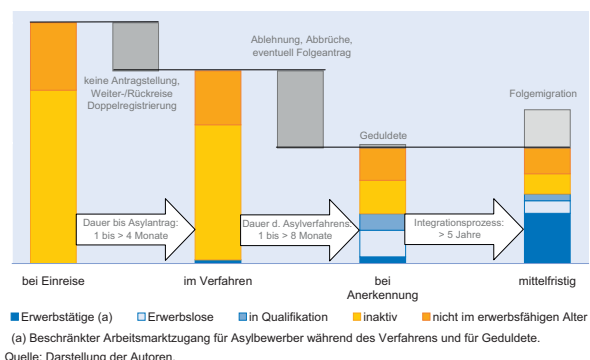 Ablehnung, Abbrüche,
eventuell Folgeantrag
keine Antragstellung,
Weiter-/Rückreise
Doppelregistrierung
Folgemigration
Geduldete
Dauer bis Asylantrag:
1 bis > 4 Monate
Dauer d. Asylverfahrens:
1 bis > 8 Monate
Integrationsprozess:
> 5 Jahre
bei Einreise
im Verfahren
bei
Anerkennung
mittelfristig
Erwerbstätige (a)
Erwerbslose
in Qualifikation
inaktiv
nicht im erwerbsfähigen Alter
(a) Beschränkter Arbeitsmarktzugang für Asylbewerber während des Verfahrens und für Geduldete.
Quelle: Darstellung der Autoren.